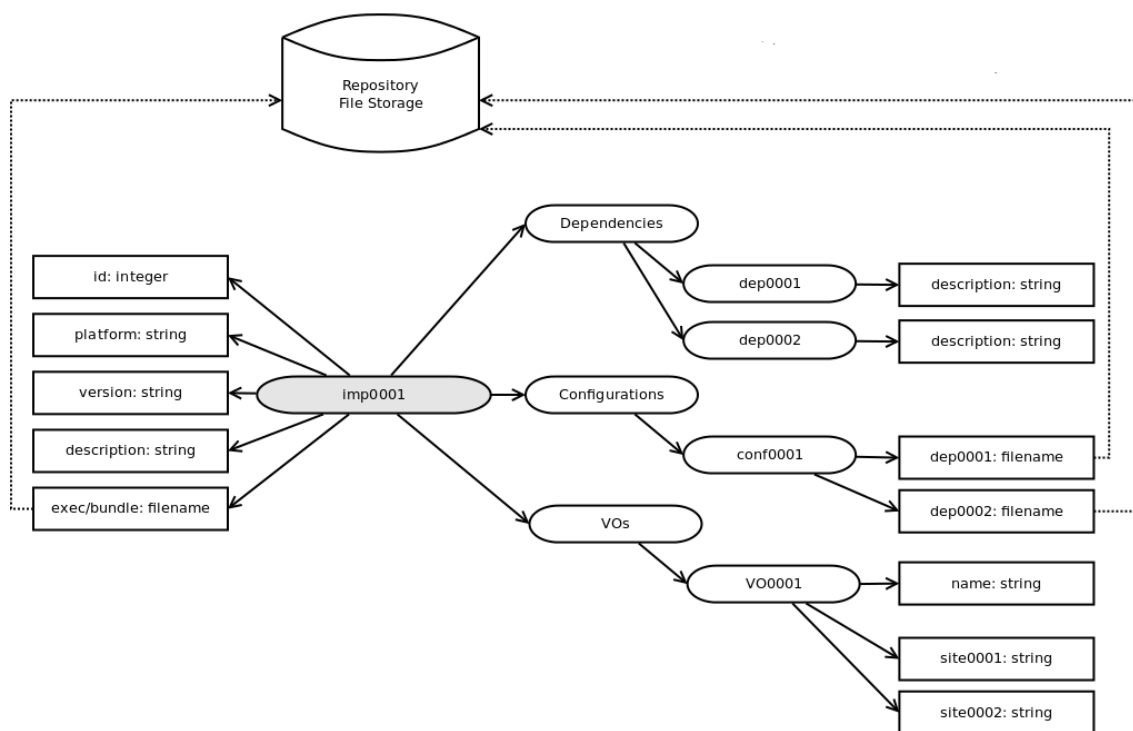 Repository
File Storage
Dependencies
id: integer
dep0001
description: string
platform: string
dep0002
description: string
version: string
imp0001
Configurations
description: string
conf0001
dep0001: filename
exec/bundle: filename
dep0002: filename
VOs
VO0001
name: string
site0001: string
site0002: string